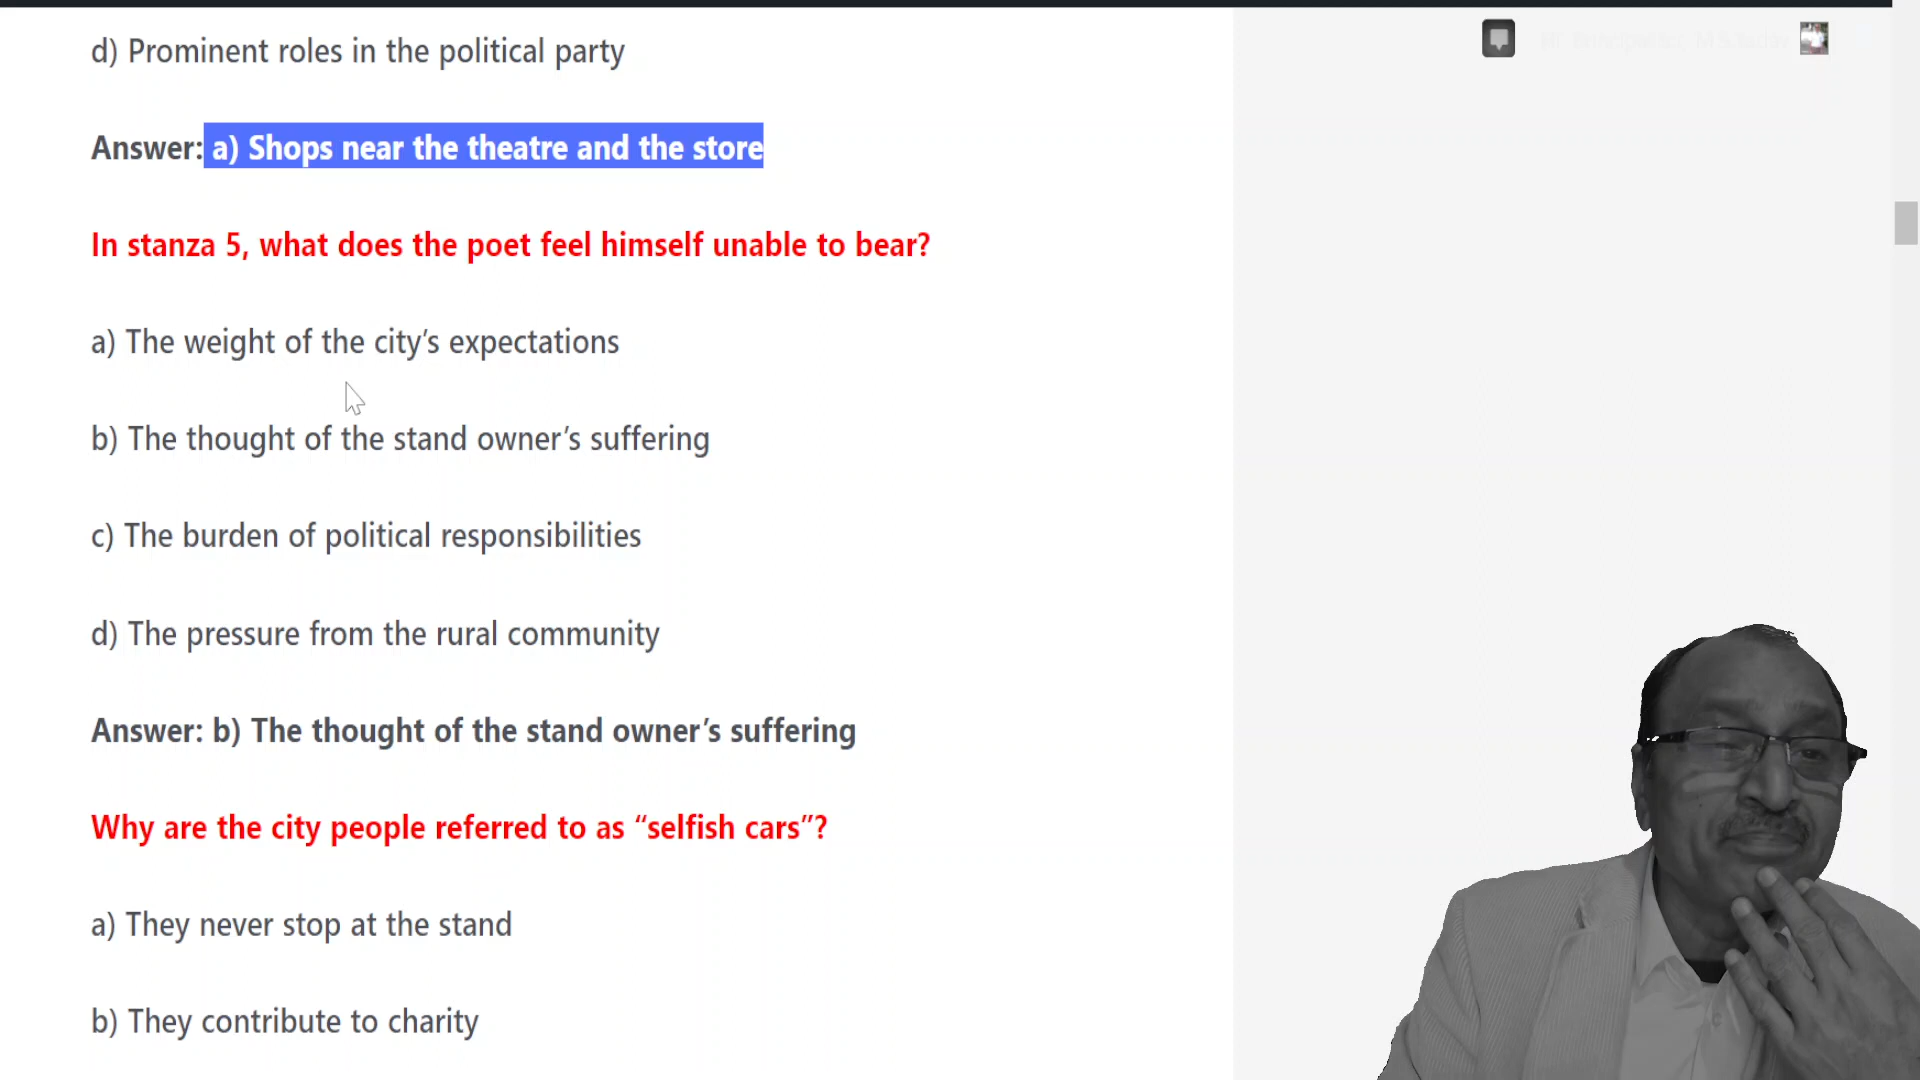 d) Prominent roles in the political party
Answer: a) Shops near the theatre and the store
In stanza 5, what does the poet feel himself unable to bear?
a) The weight of the city’s expectations
b) The thought of the stand owner’s suffering
c) The burden of political responsibilities
d) The pressure from the rural community
Answer: b) The thought of the stand owner’s suffering
Why are the city people referred to as “selfish cars”?
a) They never stop at the stand
b) They contribute to charity